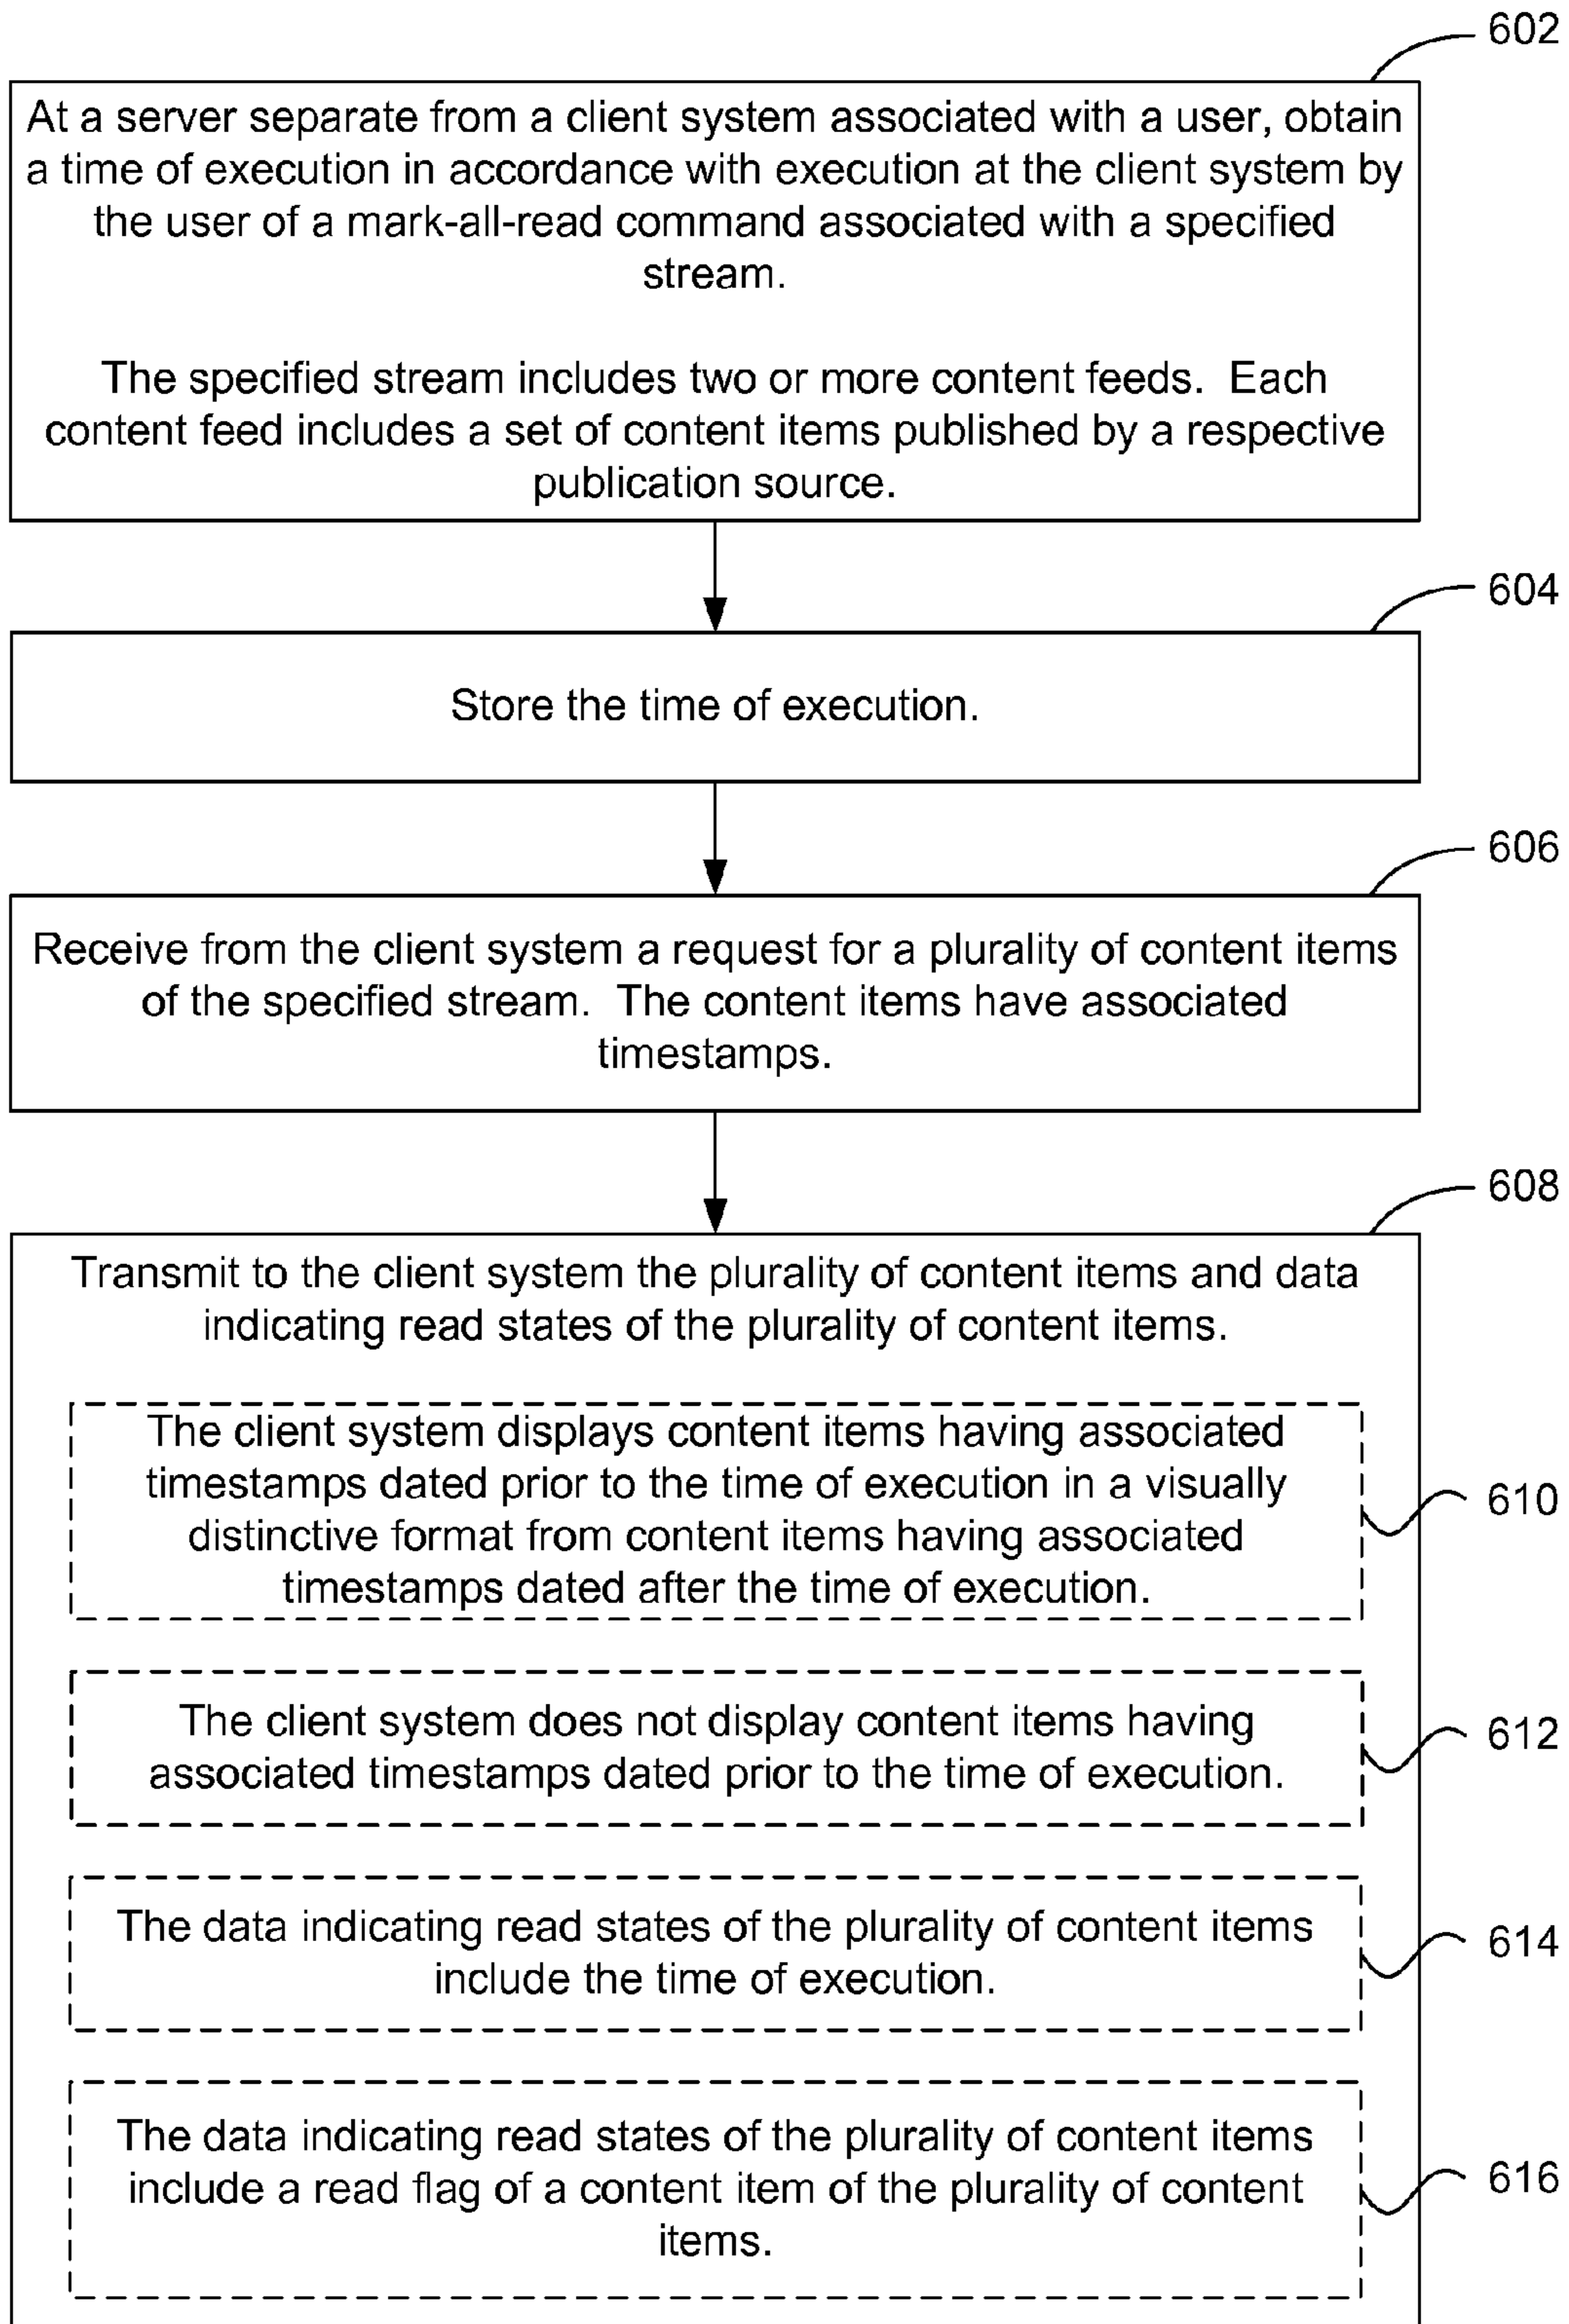 602
At a server separate from a client system associated with a user, obtain
a time of execution in accordance with execution at the client system by
the user of a mark-all-read command associated with a specified
stream.
The specified stream includes two or more content feeds.  Each
content feed includes a set of content items published by a respective
publication source.
604
Store the time of execution.
606
Receive from the client system a request for a plurality of content items
of the specified stream.  The content items have associated
timestamps.
608
Transmit to the client system the plurality of content items and data
indicating read states of the plurality of content items.
The client system displays content items having associated
timestamps dated prior to the time of execution in a visually
distinctive format from content items having associated
timestamps dated after the time of execution.
610
The client system does not display content items having
associated timestamps dated prior to the time of execution.
612
The data indicating read states of the plurality of content items
include the time of execution.
614
The data indicating read states of the plurality of content items
include a read flag of a content item of the plurality of content
items.
616